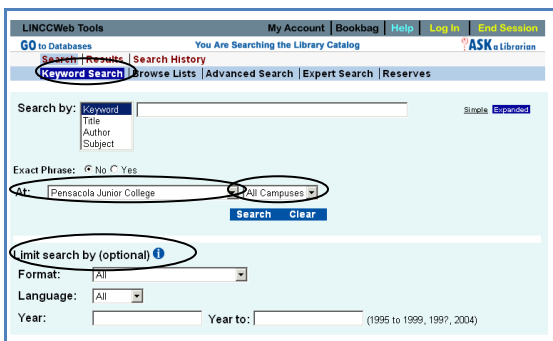 LINCCWeb Tools My Account Bookbag Help Log In End Session
GO to Databases You Are Searching the Library Catalog ?ASK a Librarian
Search Results Search History
Keyword Search Browse Lists Advanced Search Expert Search Reserves
Search by: Keyword Simple Expanded
Title
Author
Subject
Exact Phrase: No Yes
At: Pensacola Junior College All Campuses
Search Clear
Limit search by (optional) i
Format: All
Language: All
Year: Year to: (1995 to 1999, 199?, 2004)